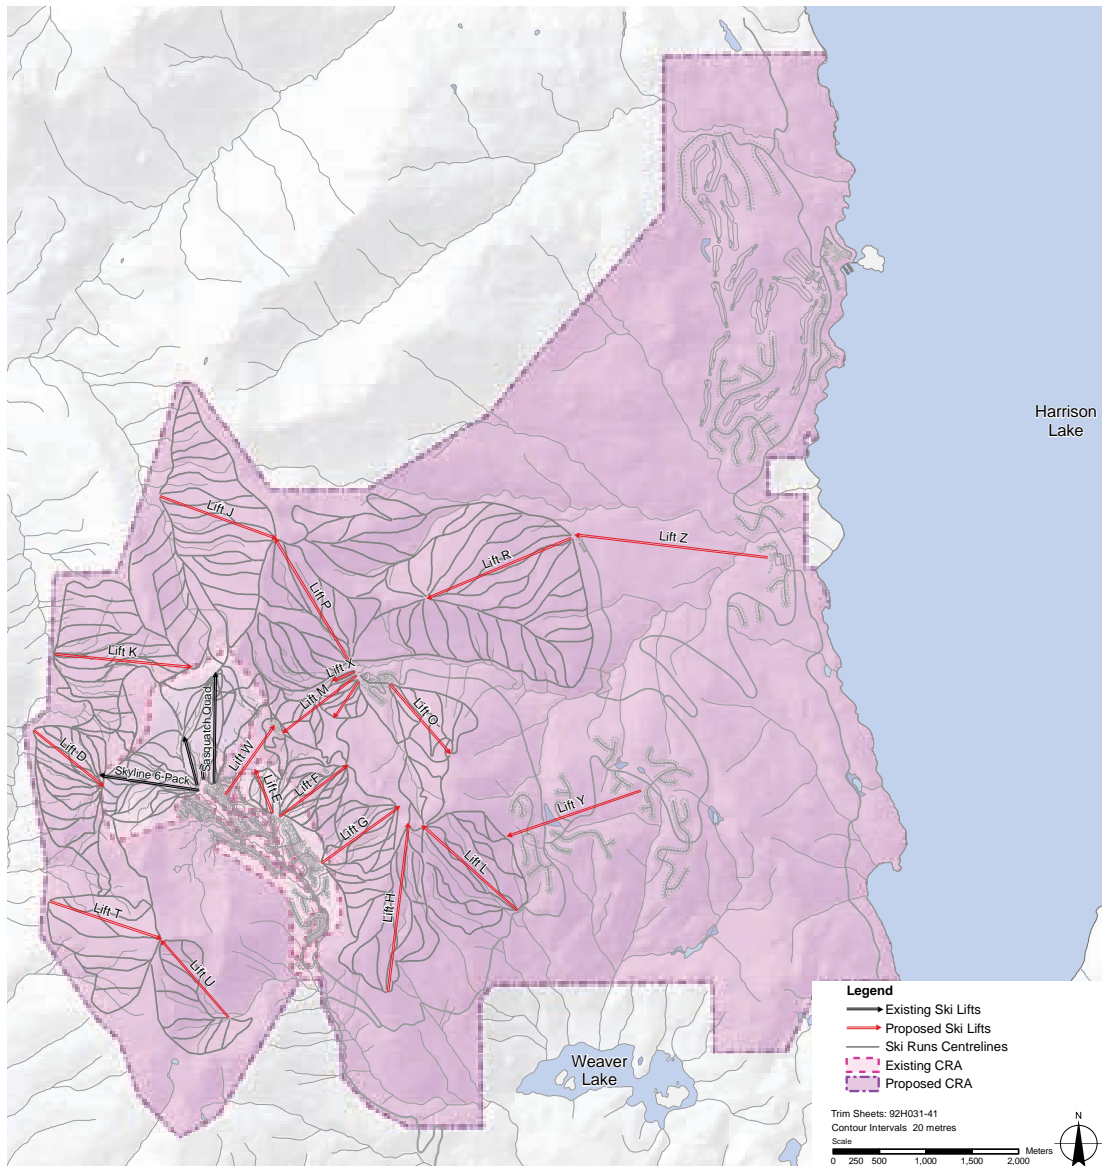 Harrison
Lake
Lift J
Lift Z
Lift R
Lift P
Lift K
Lift X
Lift M
Sasquatch Quad
Lift O
Lift W
Lift D
Skyline 6-Pack
Lift E
Lift F
Lift Y
Lift G
Lift L
Lift H
Lift T
Lift U
Weaver
Lake
Legend
Existing Ski Lifts
Proposed Ski Lifts
Ski Runs Centrelines
Existing CRA
Proposed CRA
Trim Sheets: 92H031-41
Contour Intervals 20 metres
Scale
Meters
0 250 500 1,000 1,500 2,000
N